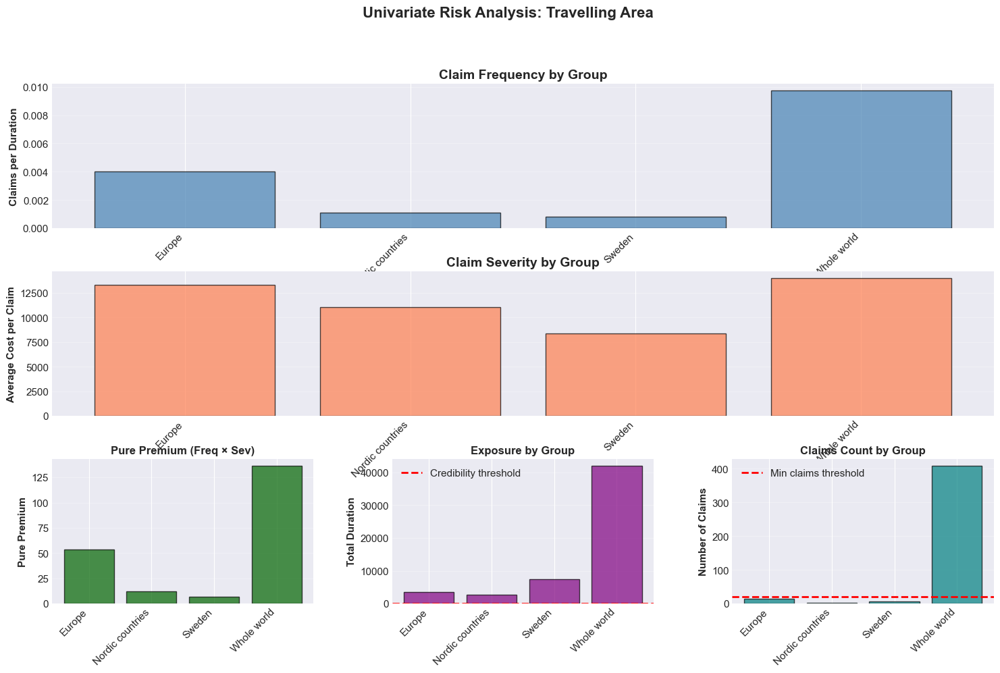 Univariate Risk Analysis: Travelling Area
Claim Frequency by Group
Claims per Duration
0.010
0.008
0.006
0.004
0.002
0.000
Europe
countries
Sweden
Whole world
Claim Severity by Group
Average Cost per Claim
12500
10000
7500
5000
2500
0
Europe
Nordic countries
Sweden
Whole world
Pure Premium (Freq × Sev)
Pure Premium
125
100
75
50
25
0
Europe
Nordic countries
Sweden
Whole world
Exposure by Group
Total Duration
40000
30000
20000
10000
0
Credibility threshold
Europe
Nordic countries
Sweden
Whole world
Claims Count by Group
Number of Claims
400
300
200
100
0
Min claims threshold
Europe
Nordic countries
Sweden
Whole world